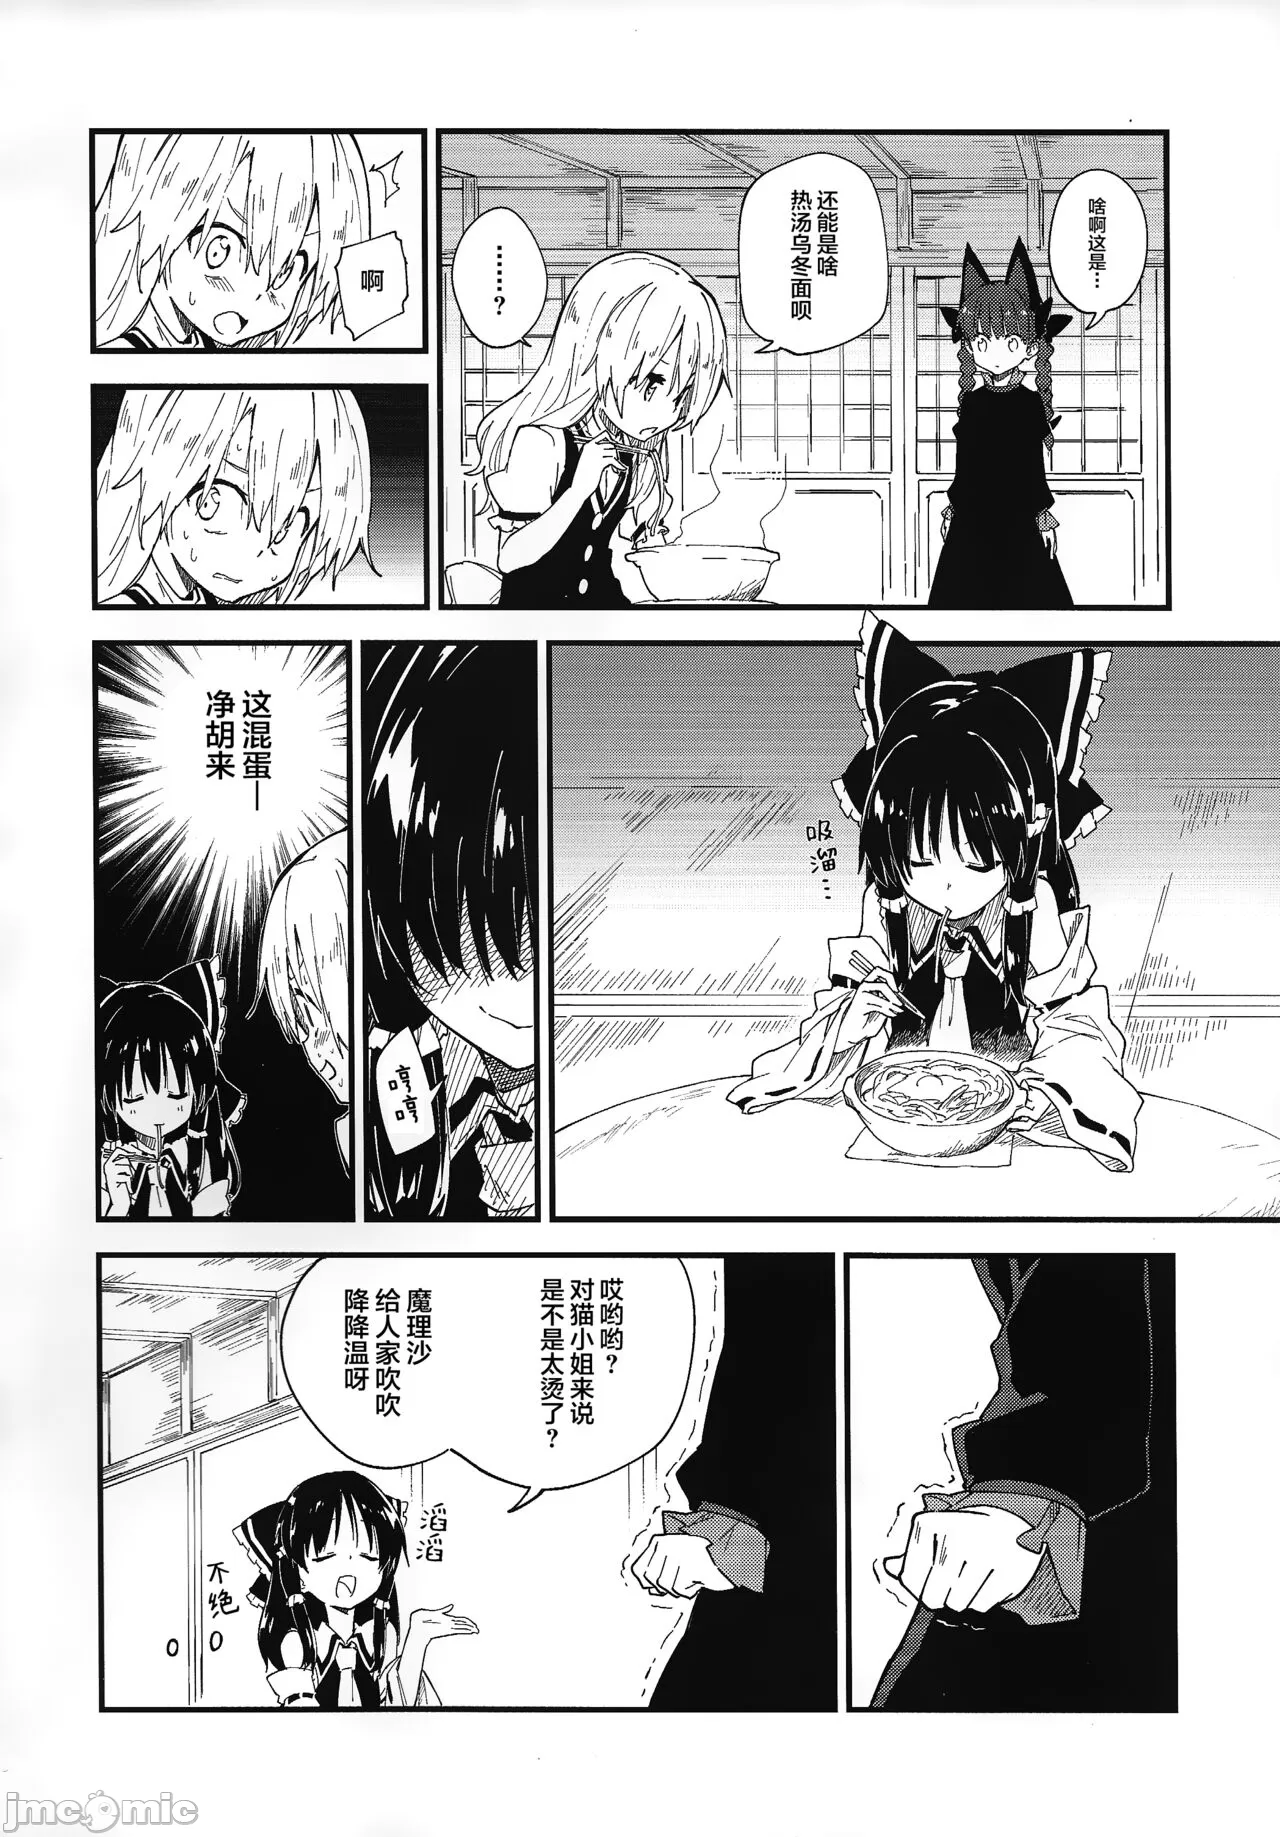 啥啊这是…
还能是啥
热汤乌冬面呗
……?
啊
吸溜…
哼哼
这混蛋—
净胡来
哎哟哟?
对猫小姐来说
是不是太烫了?
魔理沙
给人家吹吹
降降温呀
滔滔
不绝
jmcomic